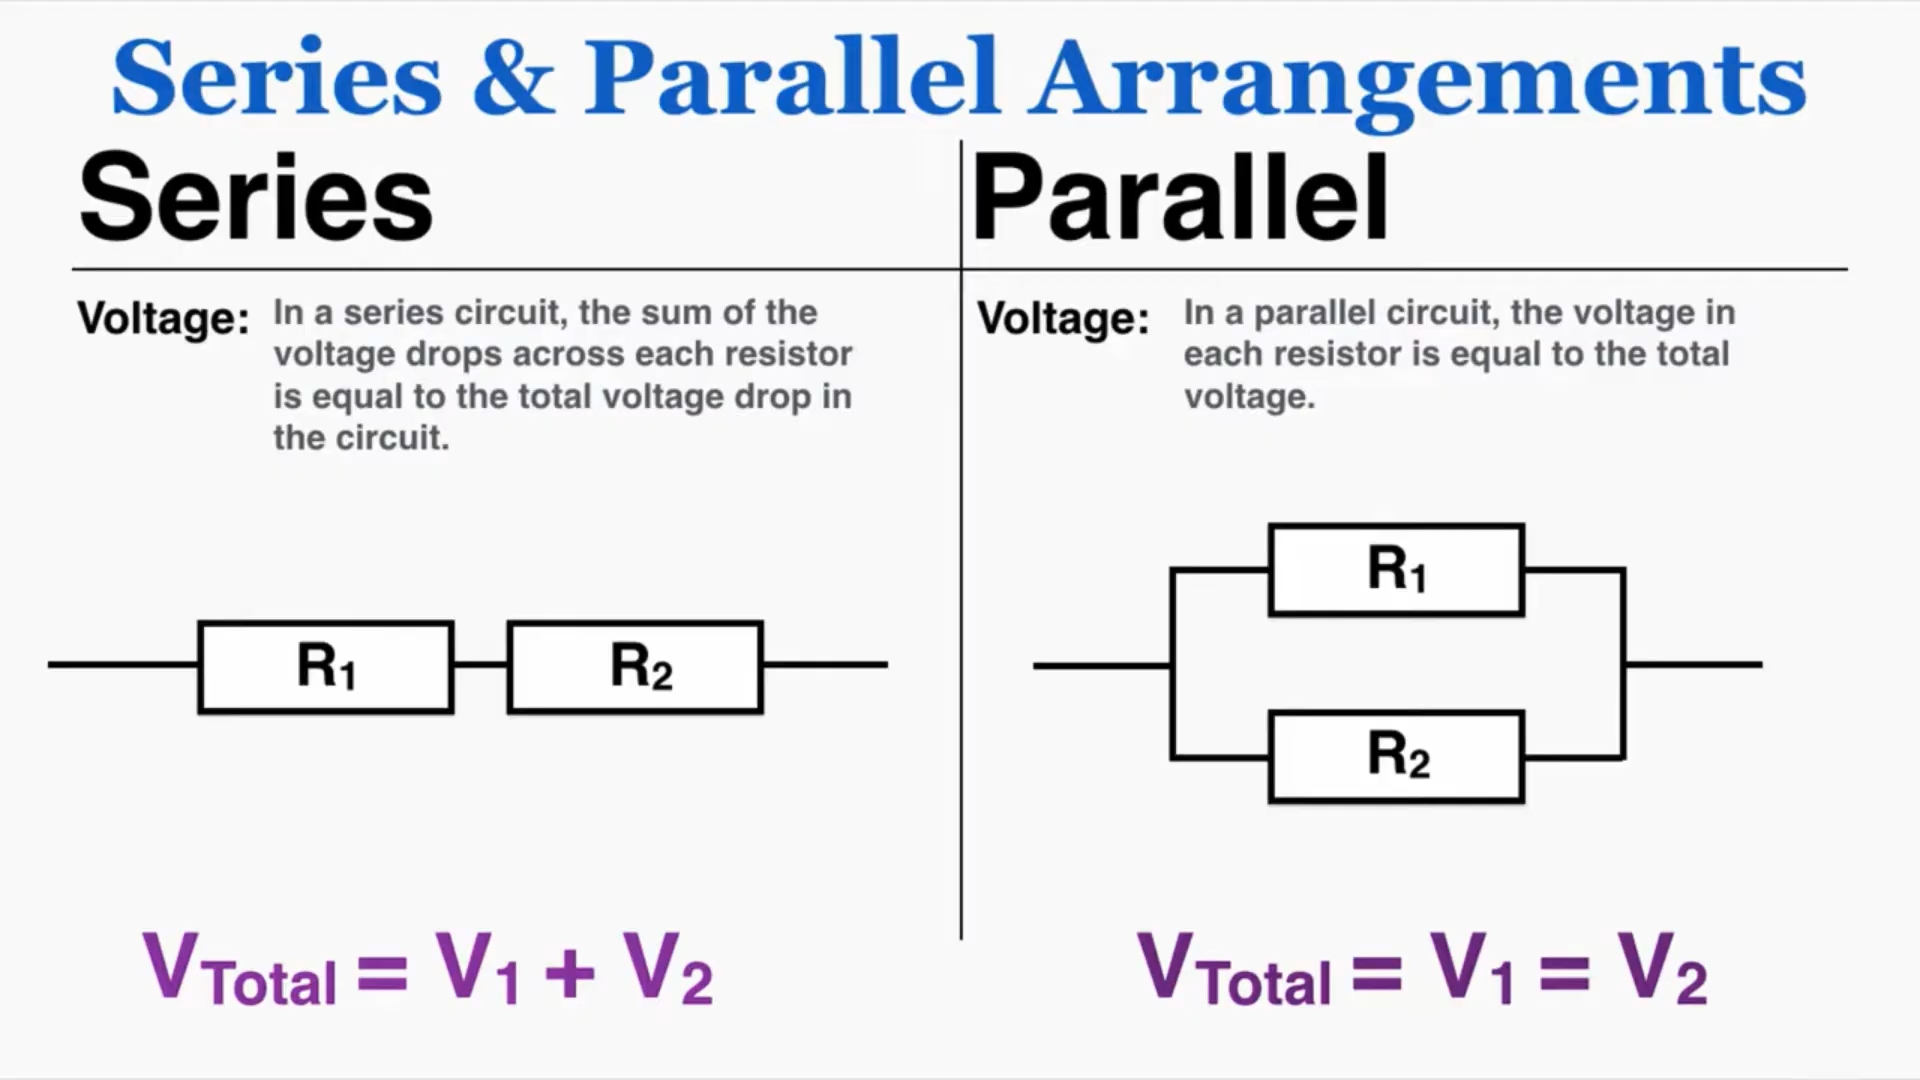 Series & Parallel Arrangements
Series
Parallel
Voltage:
In a series circuit, the sum of the
voltage drops across each resistor
is equal to the total voltage drop in
the circuit.
Voltage:
In a parallel circuit, the voltage in
each resistor is equal to the total
voltage.
R₁
R₂
R₁
R₂
V_Total = V₁ + V₂
V_Total = V₁ = V₂